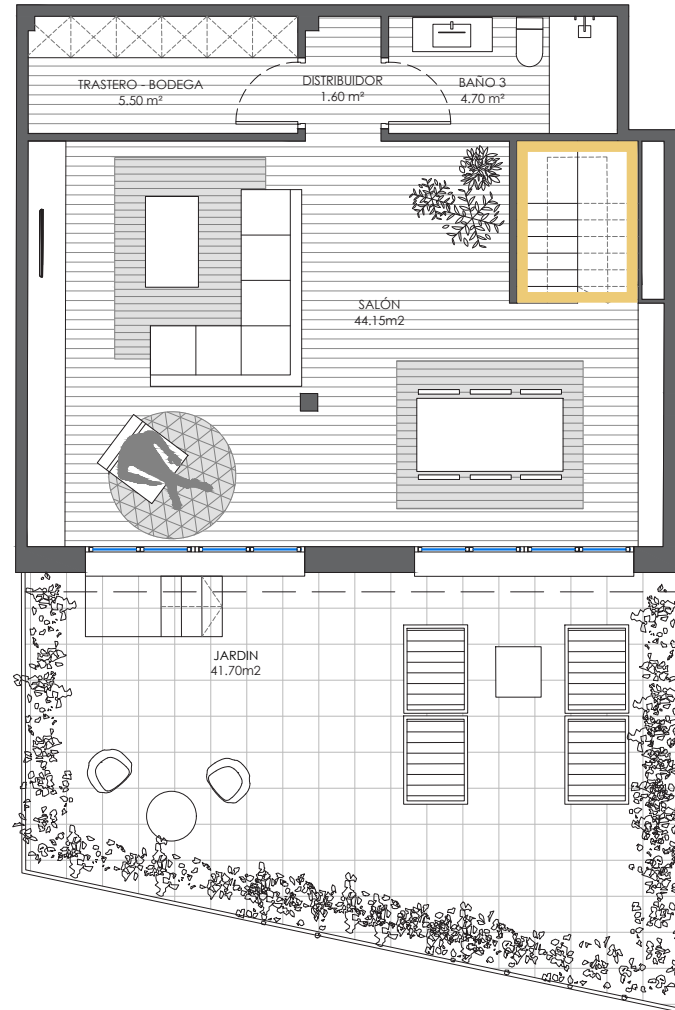 TRASTERO - BODEGA
5.50 m²
DISTRIBUIDOR
1.60 m²
BAÑO 3
4.70 m²
SALÓN
44.15m2
JARDIN
41.70m2